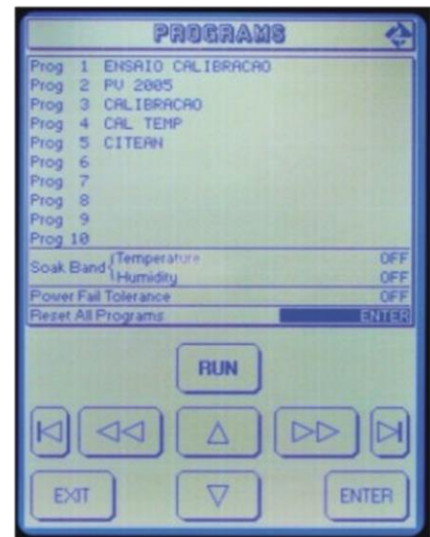 PROGRAMS
Prog 1 ENSAIO CALIBRACAO
Prog 2 PV 2005
Prog 3 CALIBRACAO
Prog 4 CAL TEMP
Prog 5 CITEAN
Prog 6
Prog 7
Prog 8
Prog 9
Prog 10
Soak Band { Temperature OFF
Humidity OFF
Power Fail Tolerance OFF
Reset All Programs ENTER
RUN
EXIT ENTER